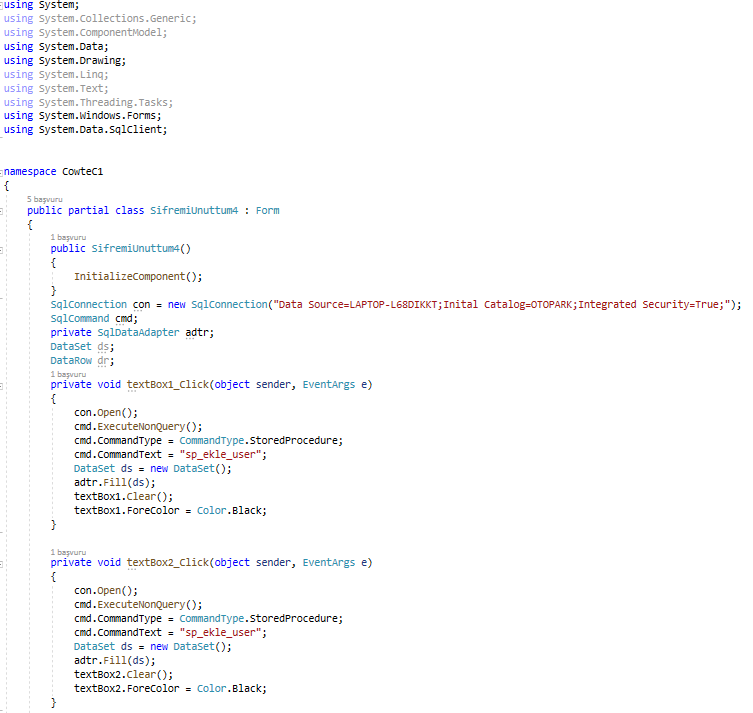 using System;
using System.Collections.Generic;
using System.ComponentModel;
using System.Data;
using System.Drawing;
using System.Linq;
using System.Text;
using System.Threading.Tasks;
using System.Windows.Forms;
using System.Data.SqlClient;
namespace CowteC1
{
5 başvuru
public partial class SifremiUnuttum4 : Form
{
1 başvuru
public SifremiUnuttum4()
{
InitializeComponent();
}
SqlConnection con = new SqlConnection("Data Source=LAPTOP-L68DIKKT;Inital Catalog=OTOPARK;Integrated Security=True;");
SqlCommand cmd;
private SqlDataAdapter adtr;
DataSet ds;
DataRow dr;
1 başvuru
private void textBox1_Click(object sender, EventArgs e)
{
con.Open();
cmd.ExecuteNonQuery();
cmd.CommandType = CommandType.StoredProcedure;
cmd.CommandText = "sp_ekle_user";
DataSet ds = new DataSet();
adtr.Fill(ds);
textBox1.Clear();
textBox1.ForeColor = Color.Black;
}
1 başvuru
private void textBox2_Click(object sender, EventArgs e)
{
con.Open();
cmd.ExecuteNonQuery();
cmd.CommandType = CommandType.StoredProcedure;
cmd.CommandText = "sp_ekle_user";
DataSet ds = new DataSet();
adtr.Fill(ds);
textBox2.Clear();
textBox2.ForeColor = Color.Black;
}